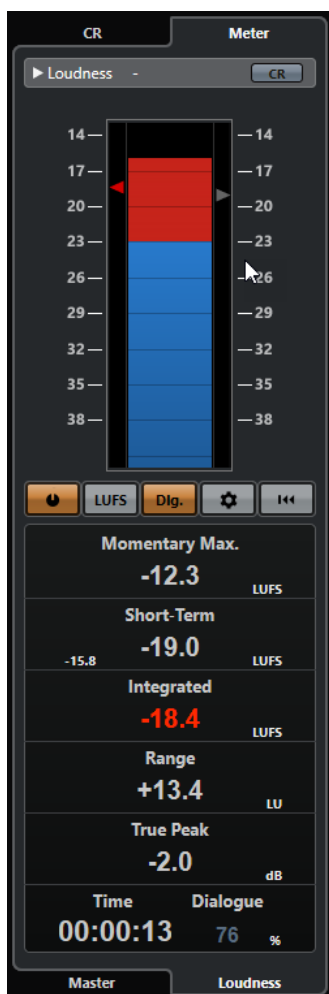 CR Meter
Loudness - CR
14 14
17 17
20 20
23 23
26 26
29 29
32 32
35 35
38 38
LUFS Dlg.
Momentary Max.
-12.3 LUFS
Short-Term
-15.8 -19.0 LUFS
Integrated
-18.4 LUFS
Range
+13.4 LU
True Peak
-2.0 dB
Time Dialogue
00:00:13 76 %
Master Loudness